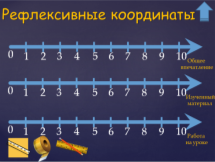 Рефлексивные координаты
0 1 2 3 4 5 6 7 8 9 10
Общее
впечатление
0 1 2 3 4 5 6 7 8 9 10
Изученный
материал
0 1 2 3 4 5 6 7 8 9 10
Работа
на уроке